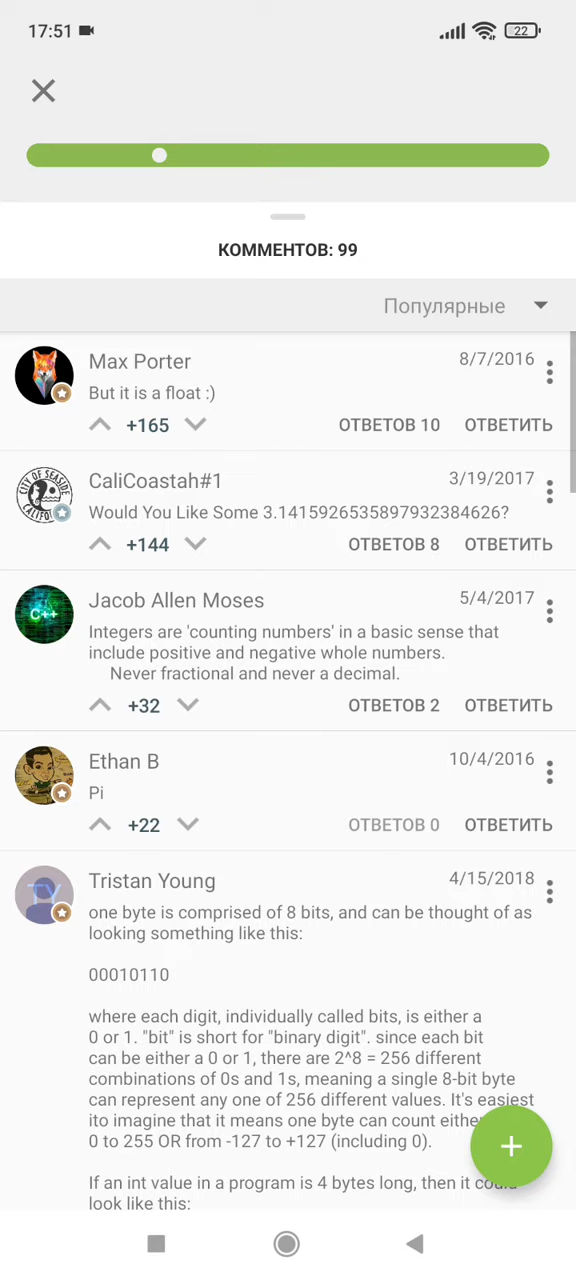 17:51
22
КОММЕНТОВ: 99
Популярные
Max Porter
8/7/2016
But it is a float :)
+165
ОТВЕТОВ 10
ОТВЕТИТЬ
CITY OF SEASIDE
CaliCoastah#1
3/19/2017
Would You Like Some 3.1415926535897932384626?
+144
ОТВЕТОВ 8
ОТВЕТИТЬ
C++
Jacob Allen Moses
5/4/2017
Integers are 'counting numbers' in a basic sense that
include positive and negative whole numbers.
Never fractional and never a decimal.
+32
ОТВЕТОВ 2
ОТВЕТИТЬ
Ethan B
10/4/2016
Pi
+22
ОТВЕТОВ 0
ОТВЕТИТЬ
TY
Tristan Young
4/15/2018
one byte is comprised of 8 bits, and can be thought of as
looking something like this:
00010110
where each digit, individually called bits, is either a
0 or 1. "bit" is short for "binary digit". since each bit
can be either a 0 or 1, there are 2^8 = 256 different
combinations of 0s and 1s, meaning a single 8-bit byte
can represent any one of 256 different values. It's easiest
ito imagine that it means one byte can count
0 to 255 OR from -127 to +127 (including 0).
If an int value in a program is 4 bytes long, then it could
look like this: